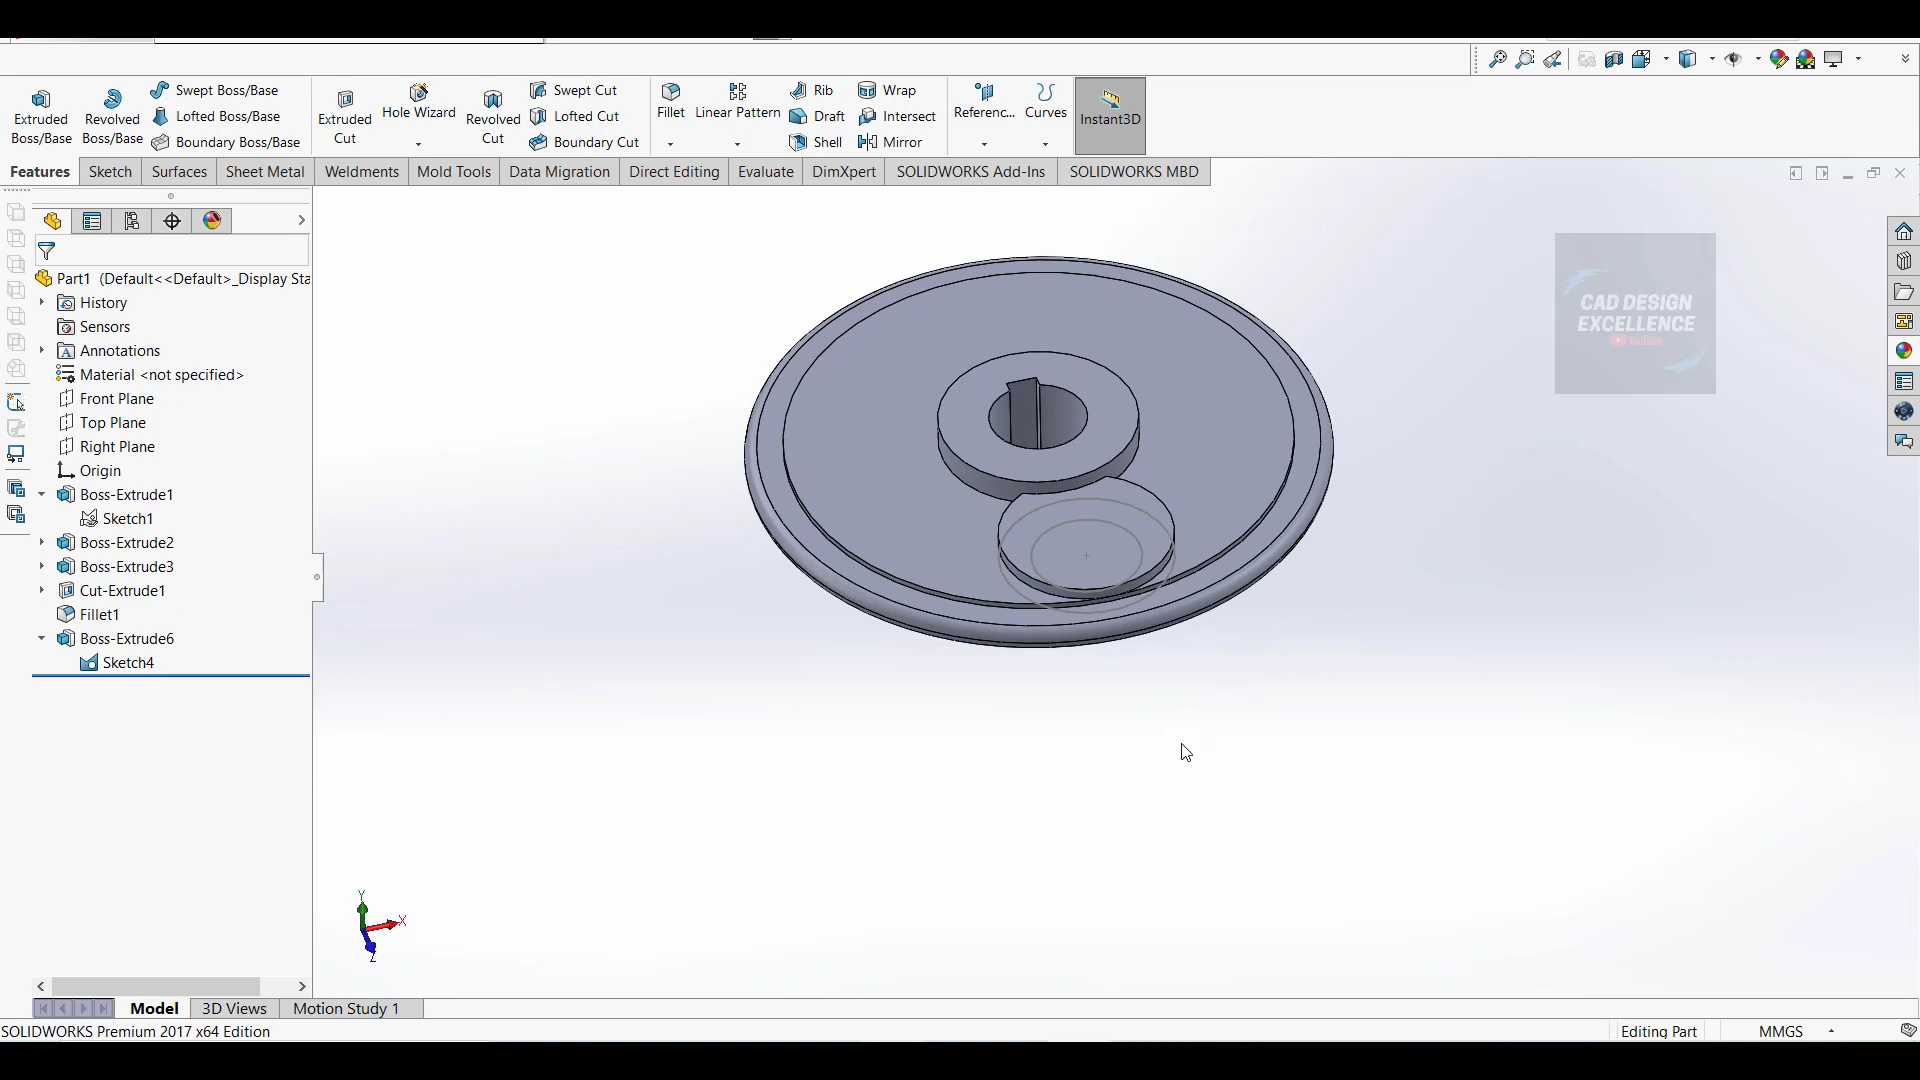 Extruded
Boss/Base
Revolved
Boss/Base
Swept Boss/Base
Lofted Boss/Base
Boundary Boss/Base
Extruded
Cut
Hole Wizard
Revolved
Cut
Swept Cut
Lofted Cut
Boundary Cut
Fillet
Linear Pattern
Rib
Draft
Shell
Wrap
Intersect
Mirror
Referenc...
Curves
Instant3D
Features
Sketch
Surfaces
Sheet Metal
Weldments
Mold Tools
Data Migration
Direct Editing
Evaluate
DimXpert
SOLIDWORKS Add-Ins
SOLIDWORKS MBD
Part1 (Default<<Default>_Display Sta
History
Sensors
Annotations
Material <not specified>
Front Plane
Top Plane
Right Plane
Origin
Boss-Extrude1
Sketch1
Boss-Extrude2
Boss-Extrude3
Cut-Extrude1
Fillet1
Boss-Extrude6
Sketch4
CAD DESIGN
EXCELLENCE
Y
X
Z
Model
3D Views
Motion Study 1
SOLIDWORKS Premium 2017 x64 Edition
Editing Part
MMGS